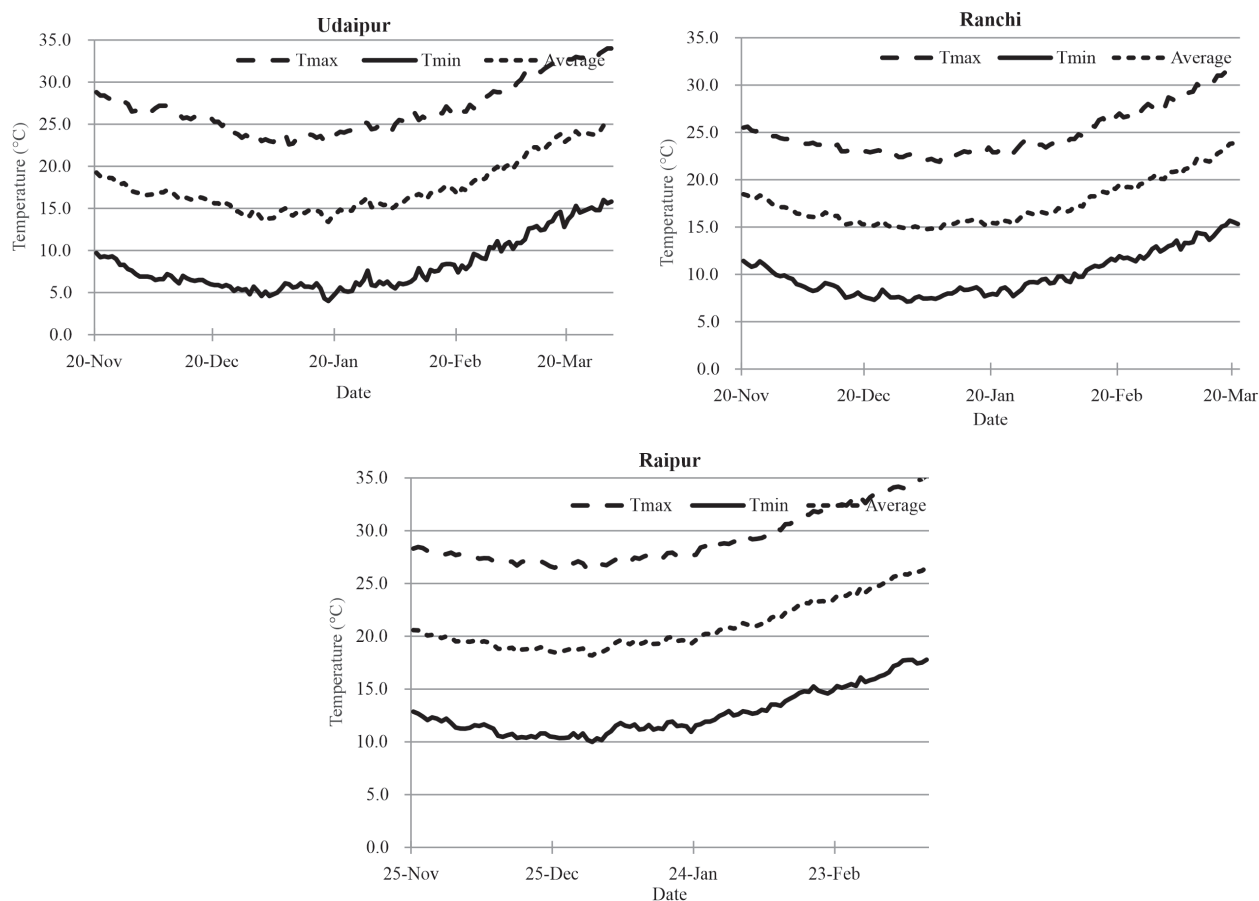 Udaipur
Tmax Tmin Average
Temperature (°C)
35.0
30.0
25.0
20.0
15.0
10.0
5.0
0.0
20-Nov 20-Dec 20-Jan 20-Feb 20-Mar
Date
Ranchi
Tmax Tmin Average
Temperature (°C)
35.0
30.0
25.0
20.0
15.0
10.0
5.0
0.0
20-Nov 20-Dec 20-Jan 20-Feb 20-Mar
Date
Raipur
Tmax Tmin Average
Temperature (°C)
35.0
30.0
25.0
20.0
15.0
10.0
5.0
0.0
25-Nov 25-Dec 24-Jan 23-Feb
Date